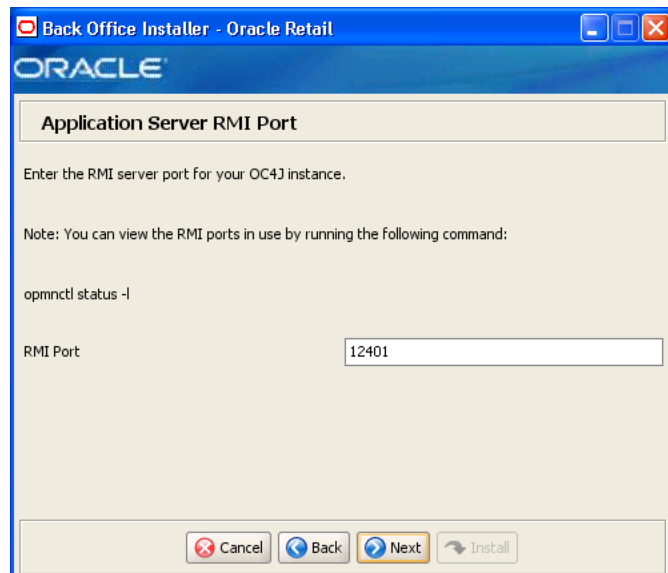 Back Office Installer - Oracle Retail
ORACLE
Application Server RMI Port
Enter the RMI server port for your OC4J instance.
Note: You can view the RMI ports in use by running the following command:
opmnctl status -l
RMI Port 12401
Cancel Back Next Install